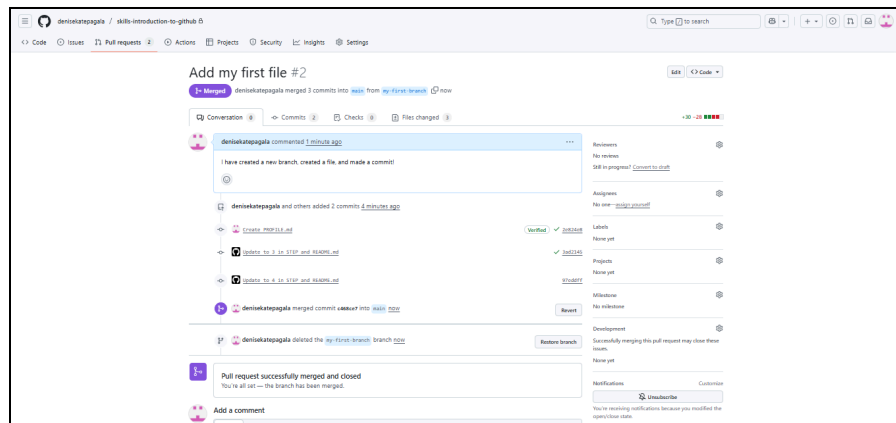 denisekatepagala / skills-introduction-to-github
Type / to search
Code Issues Pull requests 2 Actions Projects Security Insights Settings
Add my first file #2
Edit <> Code
Merged denisekatepagala merged 3 commits into main from my-first-branch now
Conversation 0 Commits 2 Checks 0 Files changed 3
+30 −28
denisekatepagala commented 1 minute ago
I have created a new branch, created a file, and made a commit!
denisekatepagala and others added 2 commits 4 minutes ago
Create PROFILE.md Verified
Update to 3 in STEP and README.md
Update to 4 in STEP and README.md
denisekatepagala merged commit into main now
Revert
denisekatepagala deleted the my-first-branch branch now
Restore branch
Pull request successfully merged and closed
You're all set — the branch has been merged.
Add a comment
Reviewers
No reviews
Still in progress? Convert to draft
Assignees
No one—assign yourself
Labels
None yet
Projects
None yet
Milestone
No milestone
Development
Successfully merging this pull request may close these
issues.
None yet
Notifications Customize
Unsubscribe
You're receiving notifications because you modified the
open/close state.